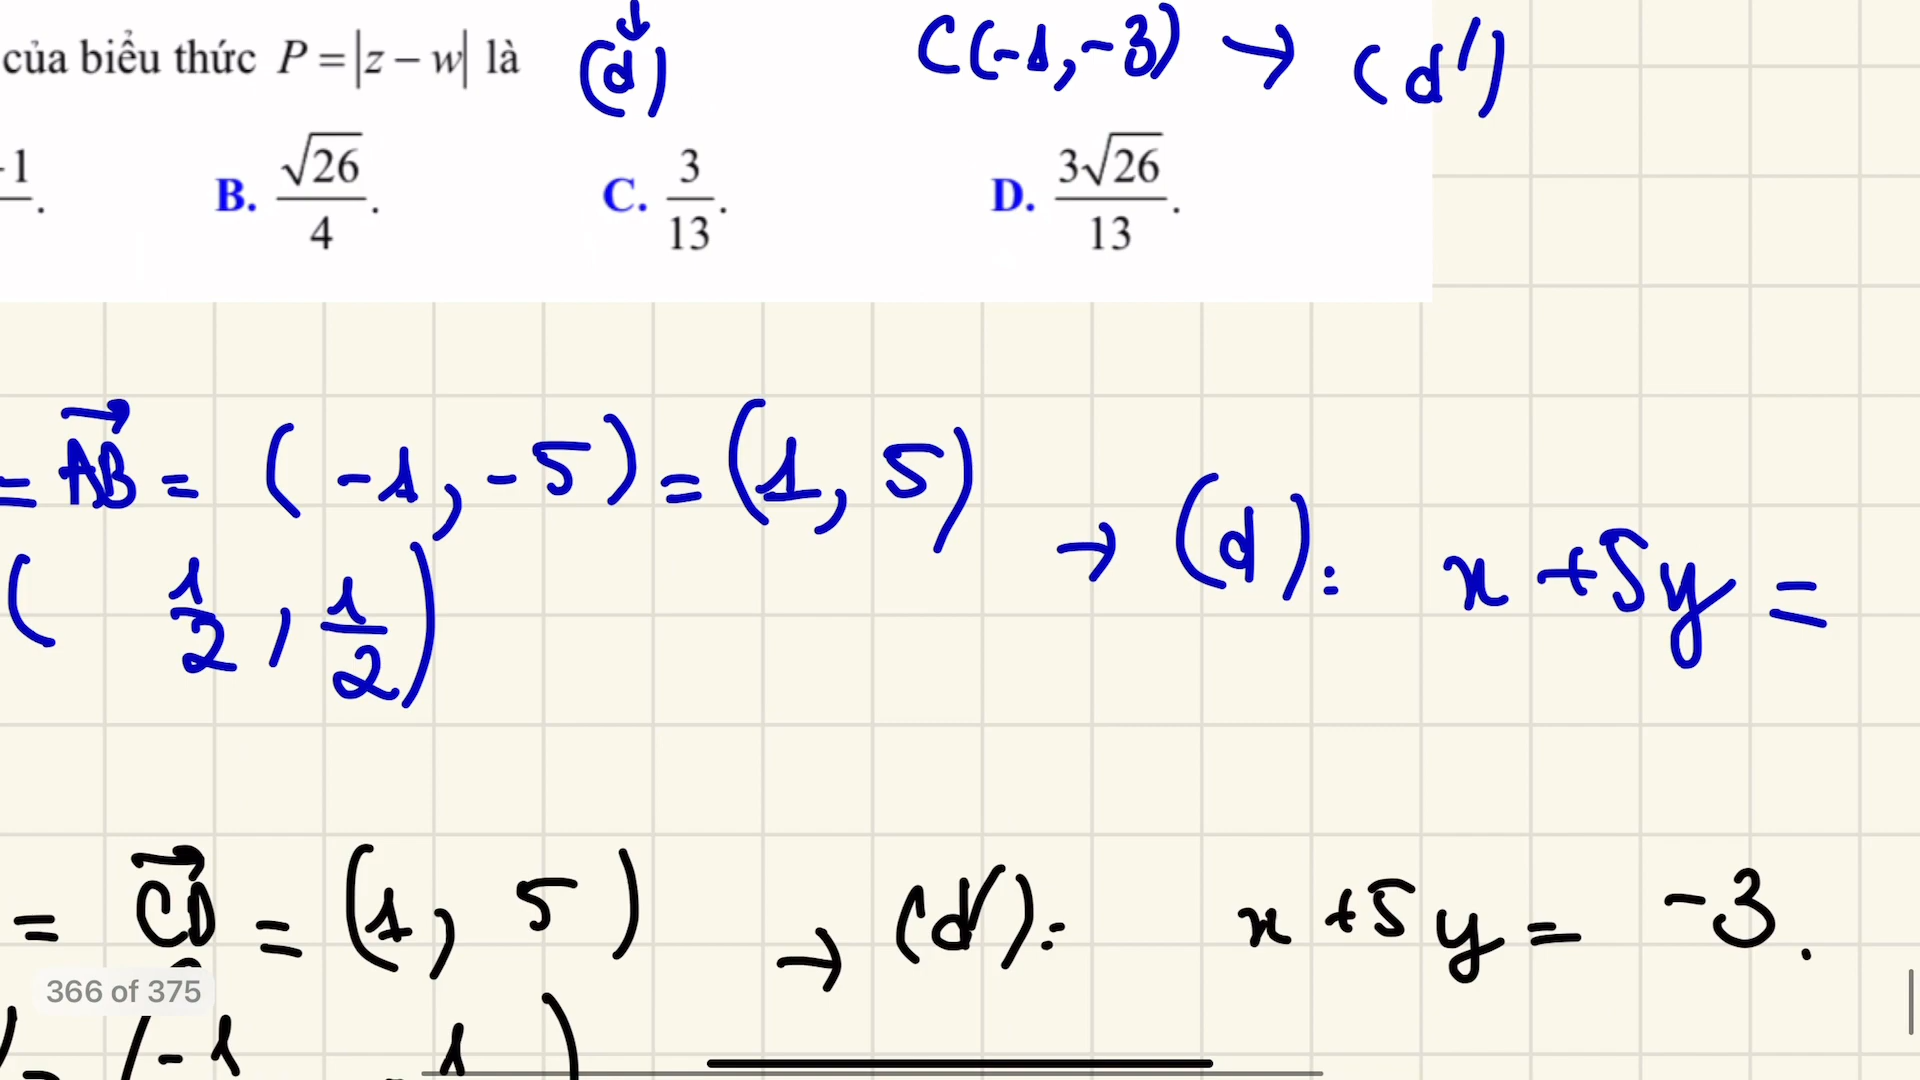 của biểu thức P = |z − w| là (d) C(-1, -3) → (d')
1. B. √26/4. C. 3/13. D. 3√26/13.
= AB = (-1, -5) = (1, 5)
→ (d): x + 5y =
(1/2, 1/2)
= CD = (1, 5) → (d'): x + 5y = -3.
366 of 375